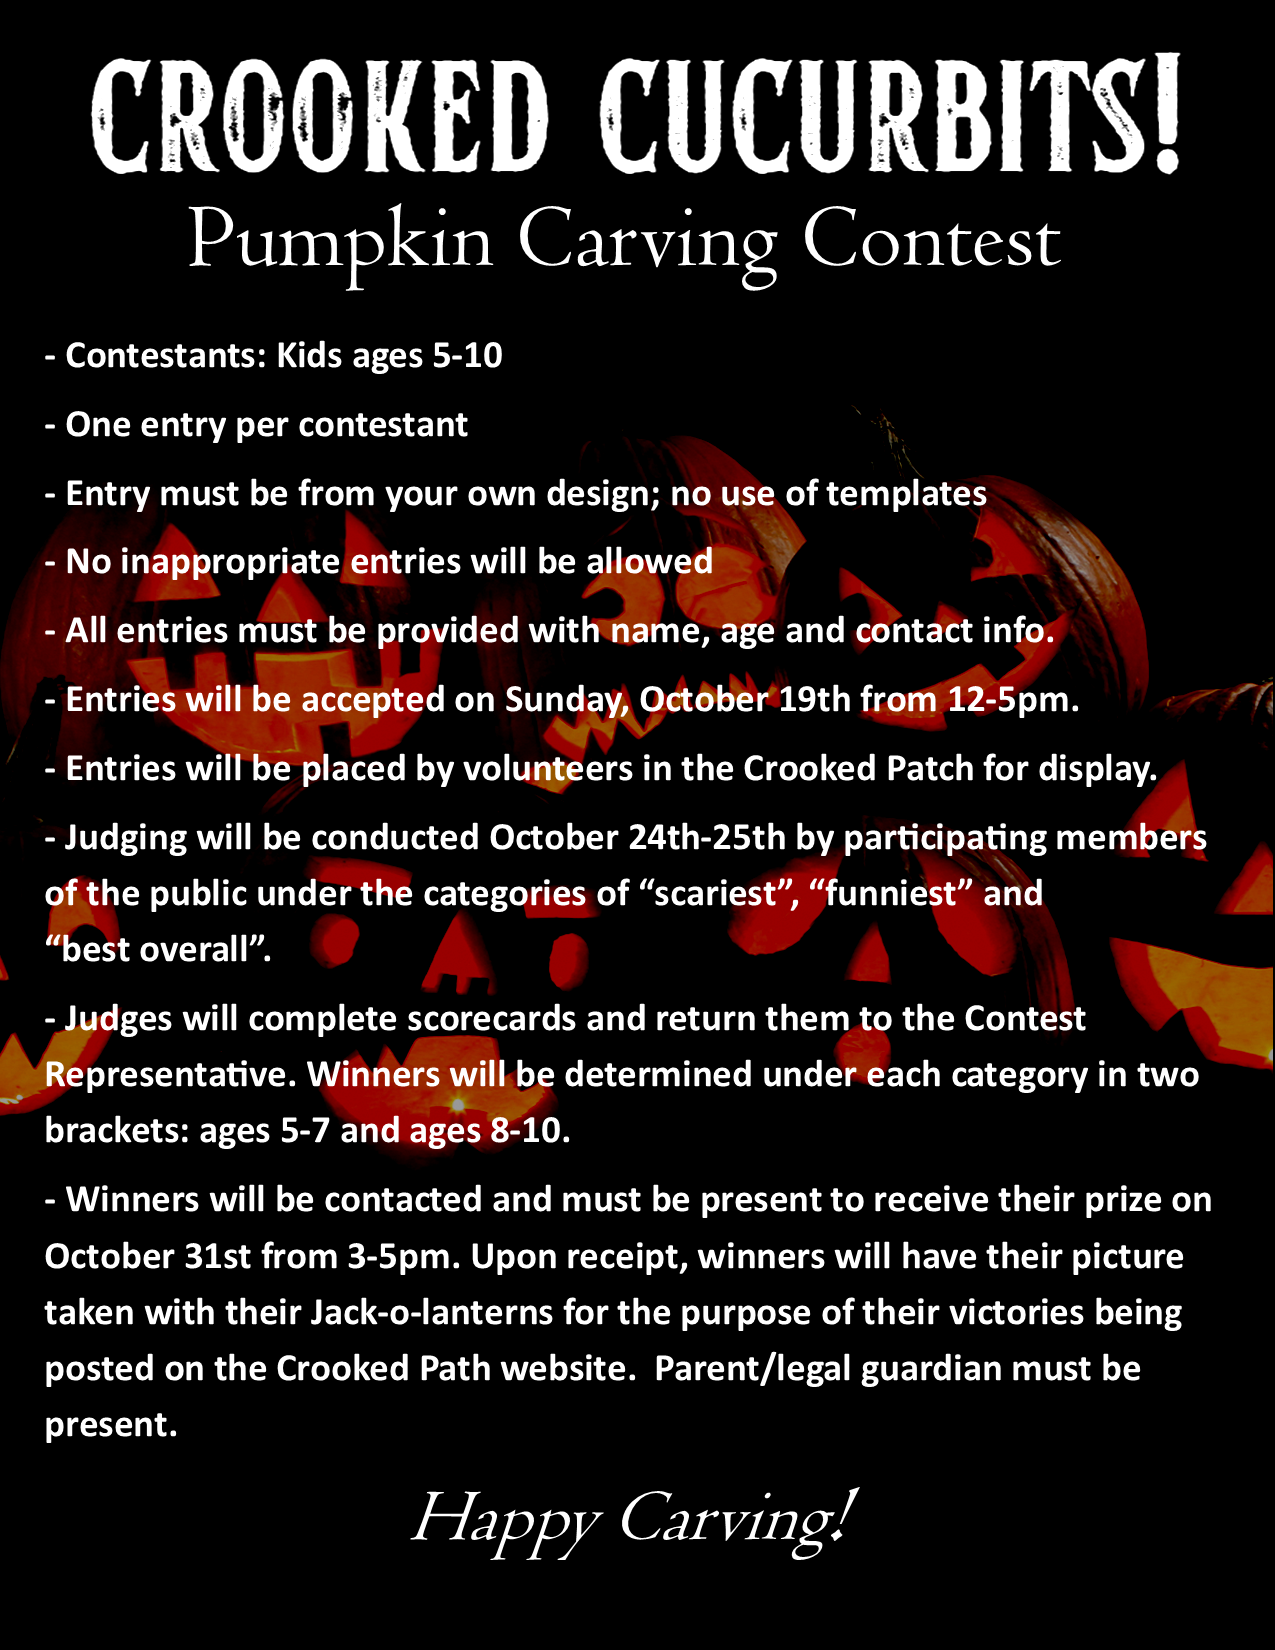 CROOKED CUCURBITS!
Pumpkin Carving Contest
- Contestants: Kids ages 5-10
- One entry per contestant
- Entry must be from your own design; no use of templates
- No inappropriate entries will be allowed
- All entries must be provided with name, age and contact info.
- Entries will be accepted on Sunday, October 19th from 12-5pm.
- Entries will be placed by volunteers in the Crooked Patch for display.
- Judging will be conducted October 24th-25th by participating members
of the public under the categories of “scariest”, “funniest” and
“best overall”.
- Judges will complete scorecards and return them to the Contest
Representative. Winners will be determined under each category in two
brackets: ages 5-7 and ages 8-10.
- Winners will be contacted and must be present to receive their prize on
October 31st from 3-5pm. Upon receipt, winners will have their picture
taken with their Jack-o-lanterns for the purpose of their victories being
posted on the Crooked Path website.  Parent/legal guardian must be
present.
Happy Carving!